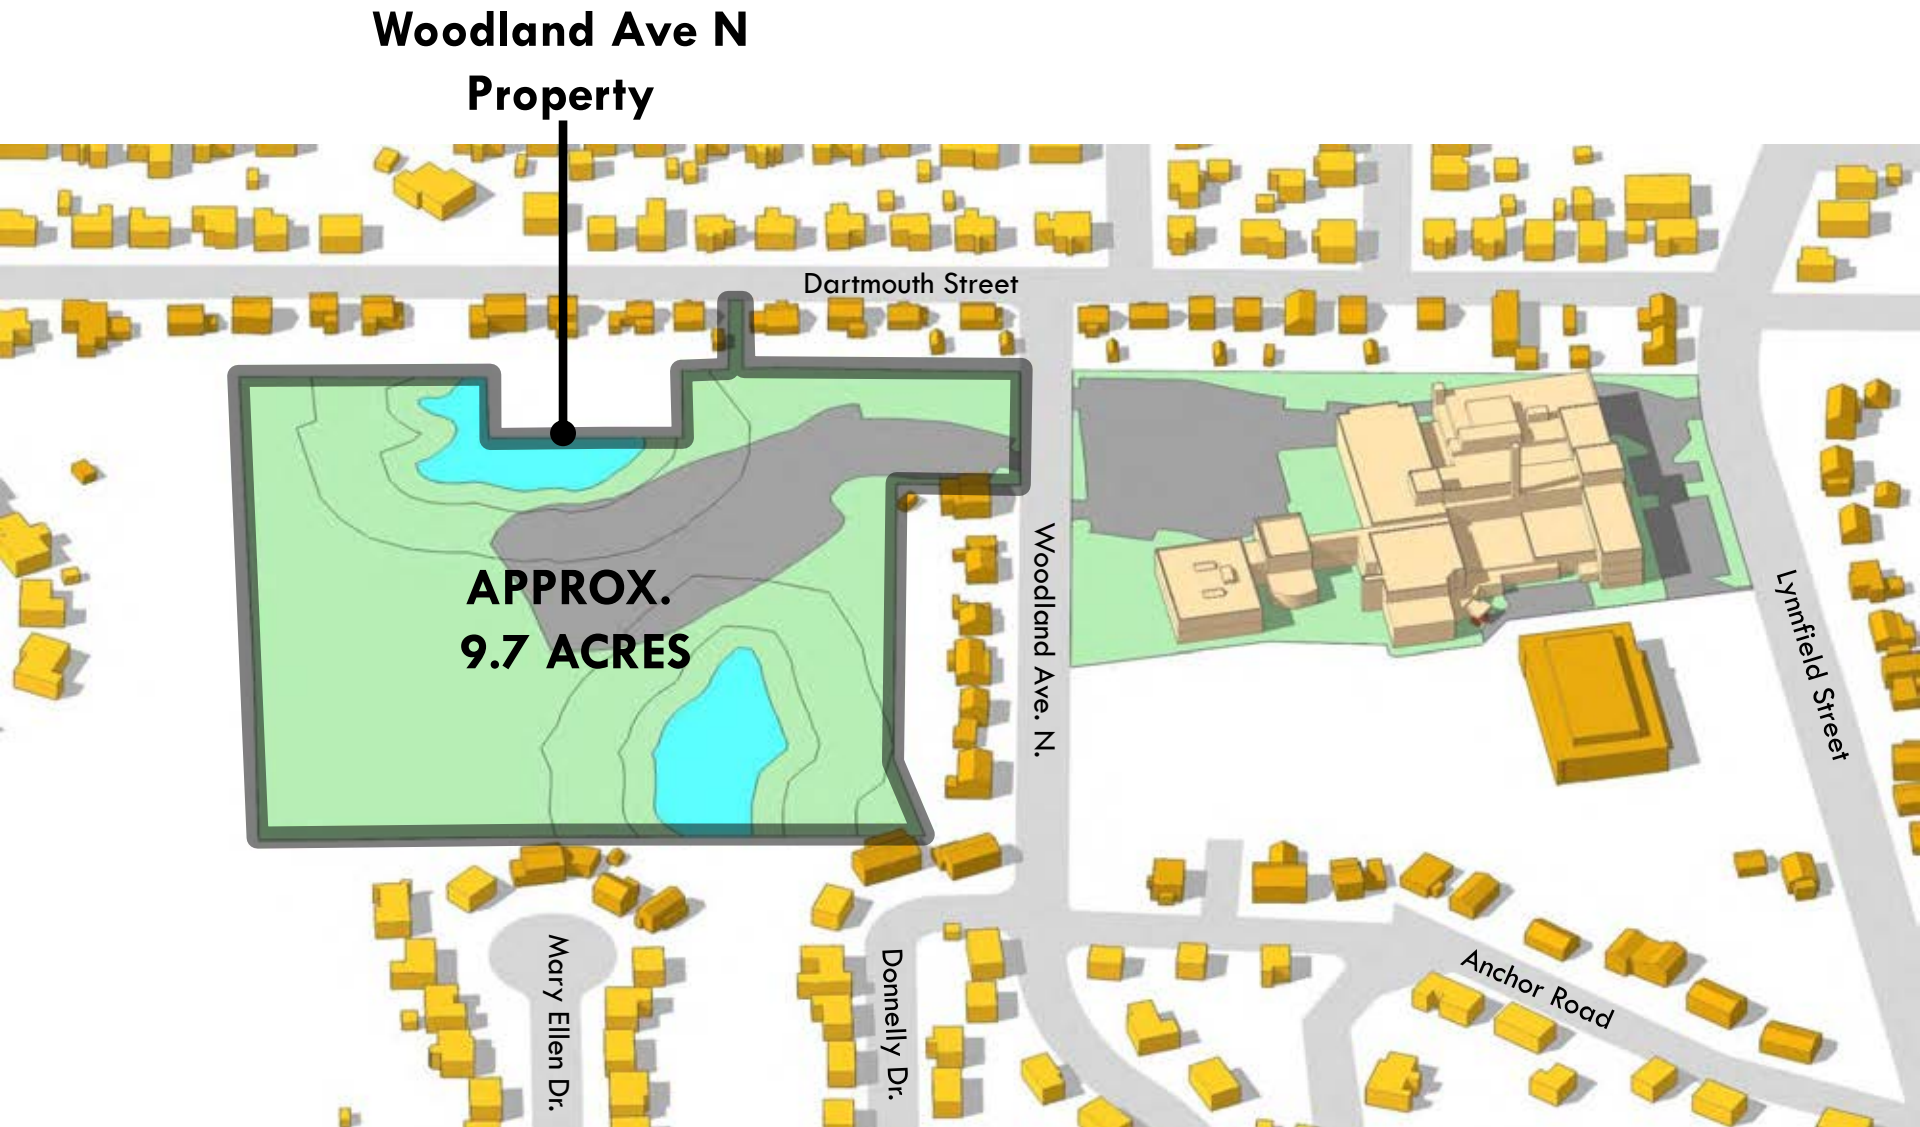 Woodland Ave N
Property
Dartmouth Street
Woodland Ave. N.
Lynnfield Street
APPROX.
9.7 ACRES
Mary Ellen Dr.
Donnelly Dr.
Anchor Road